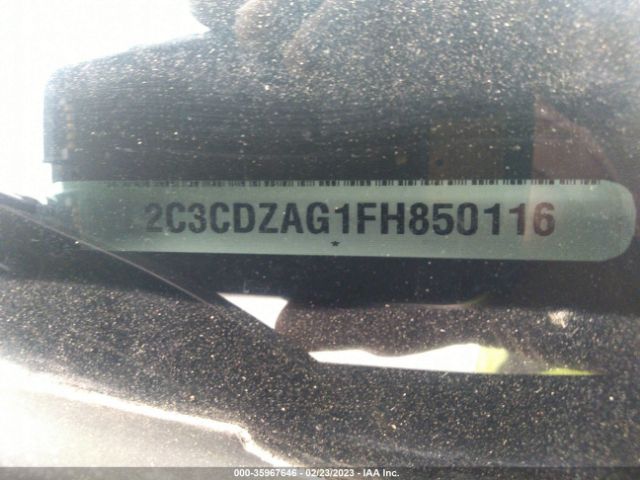 2C3CDZAG1FH850116
*
000-35967646 - 02/23/2023 - IAA Inc.